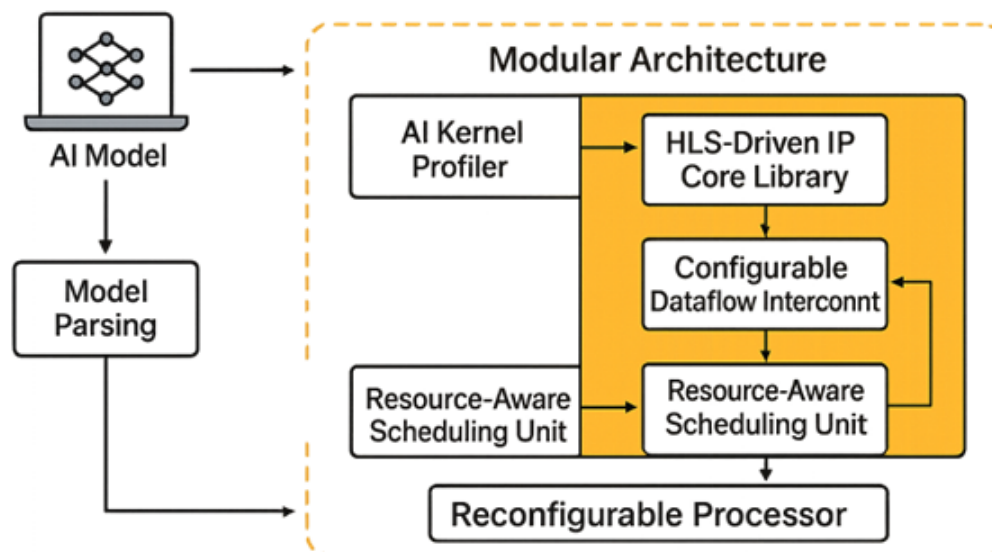 Modular Architecture
AI Model
AI Kernel
Profiler
HLS-Driven IP
Core Library
Model
Parsing
Configurable
Dataflow Interconnt
Resource-Aware
Scheduling Unit
Resource-Aware
Scheduling Unit
Reconfigurable Processor